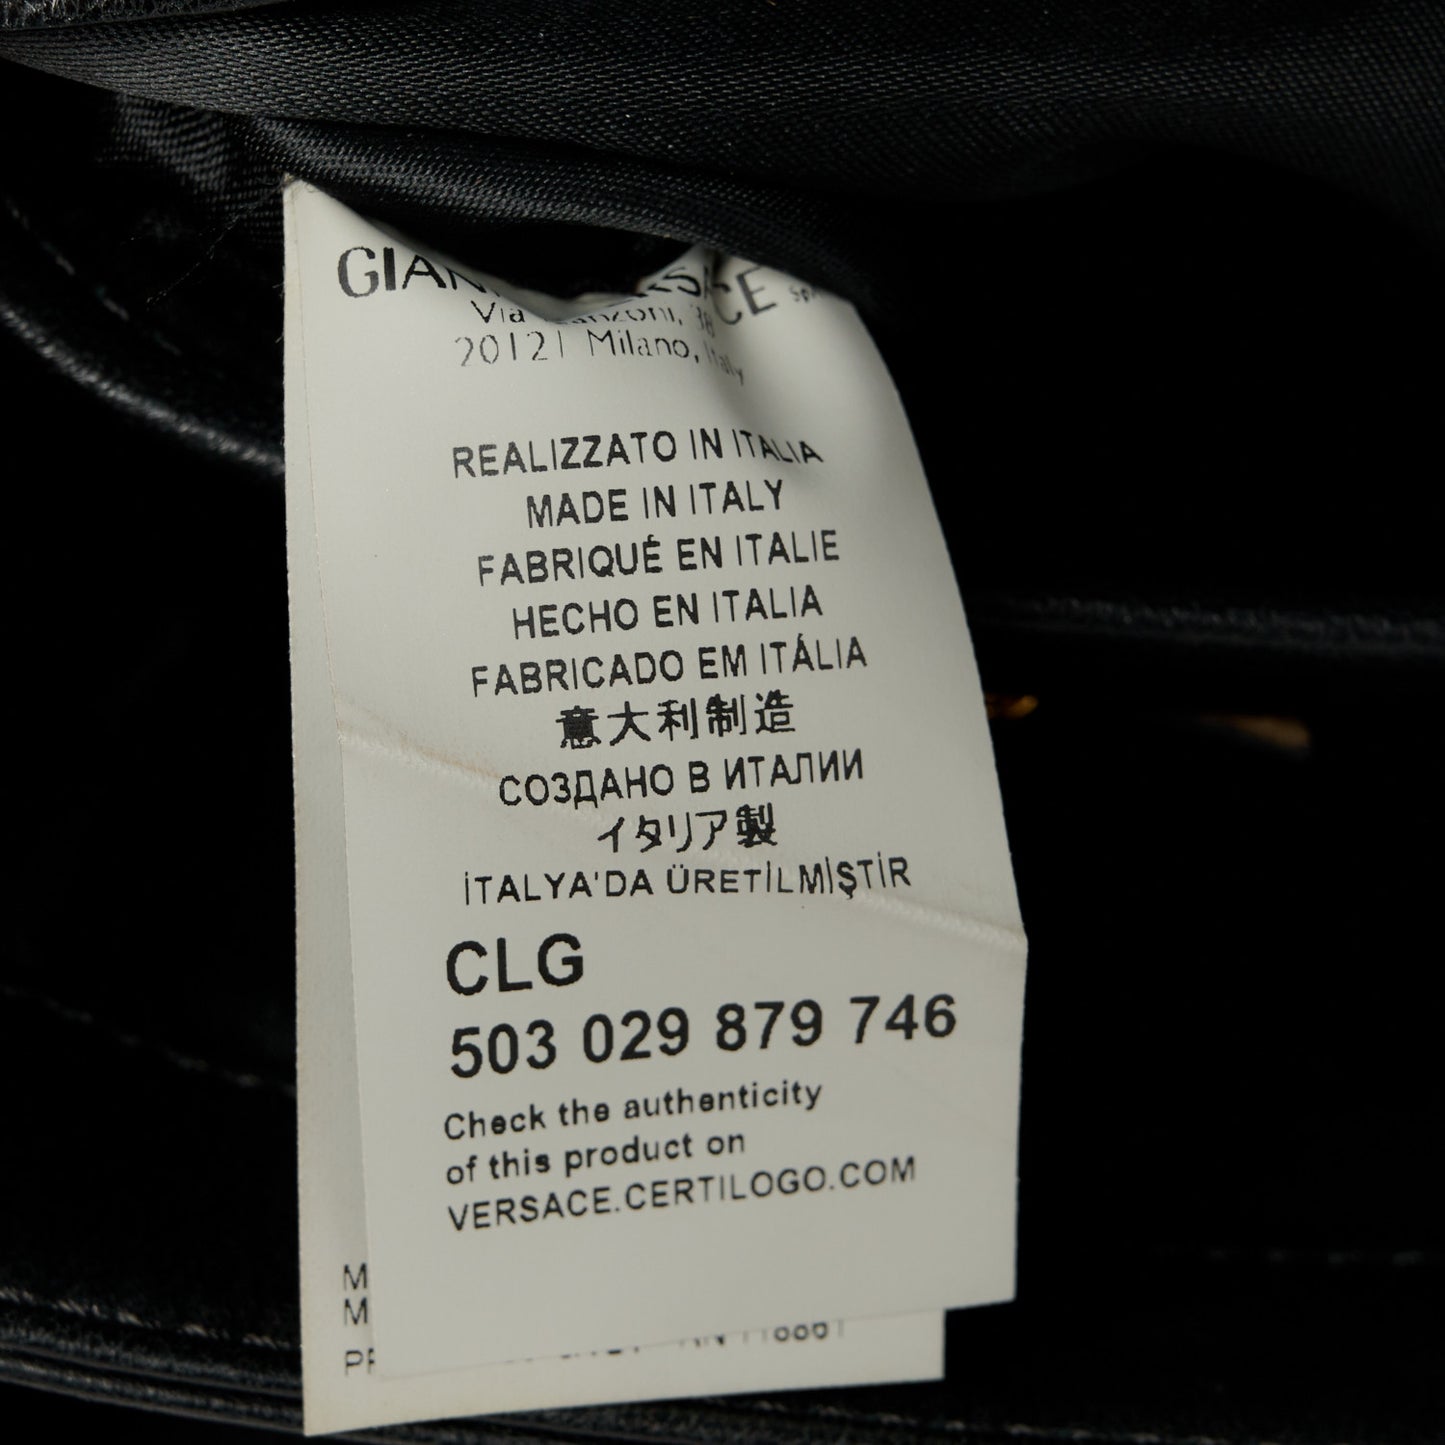 20121 Milano, Italy
REALIZZATO IN ITALIA
MADE IN ITALY
FABRIQUÉ EN ITALIE
HECHO EN ITALIA
FABRICADO EM ITÁLIA
意大利制造
СОЗДАНО В ИТАЛИИ
イタリア製
İTALYA'DA ÜRETİLMİŞTİR
CLG
503 029 879 746
Check the authenticity
of this product on
VERSACE.CERTILOGO.COM